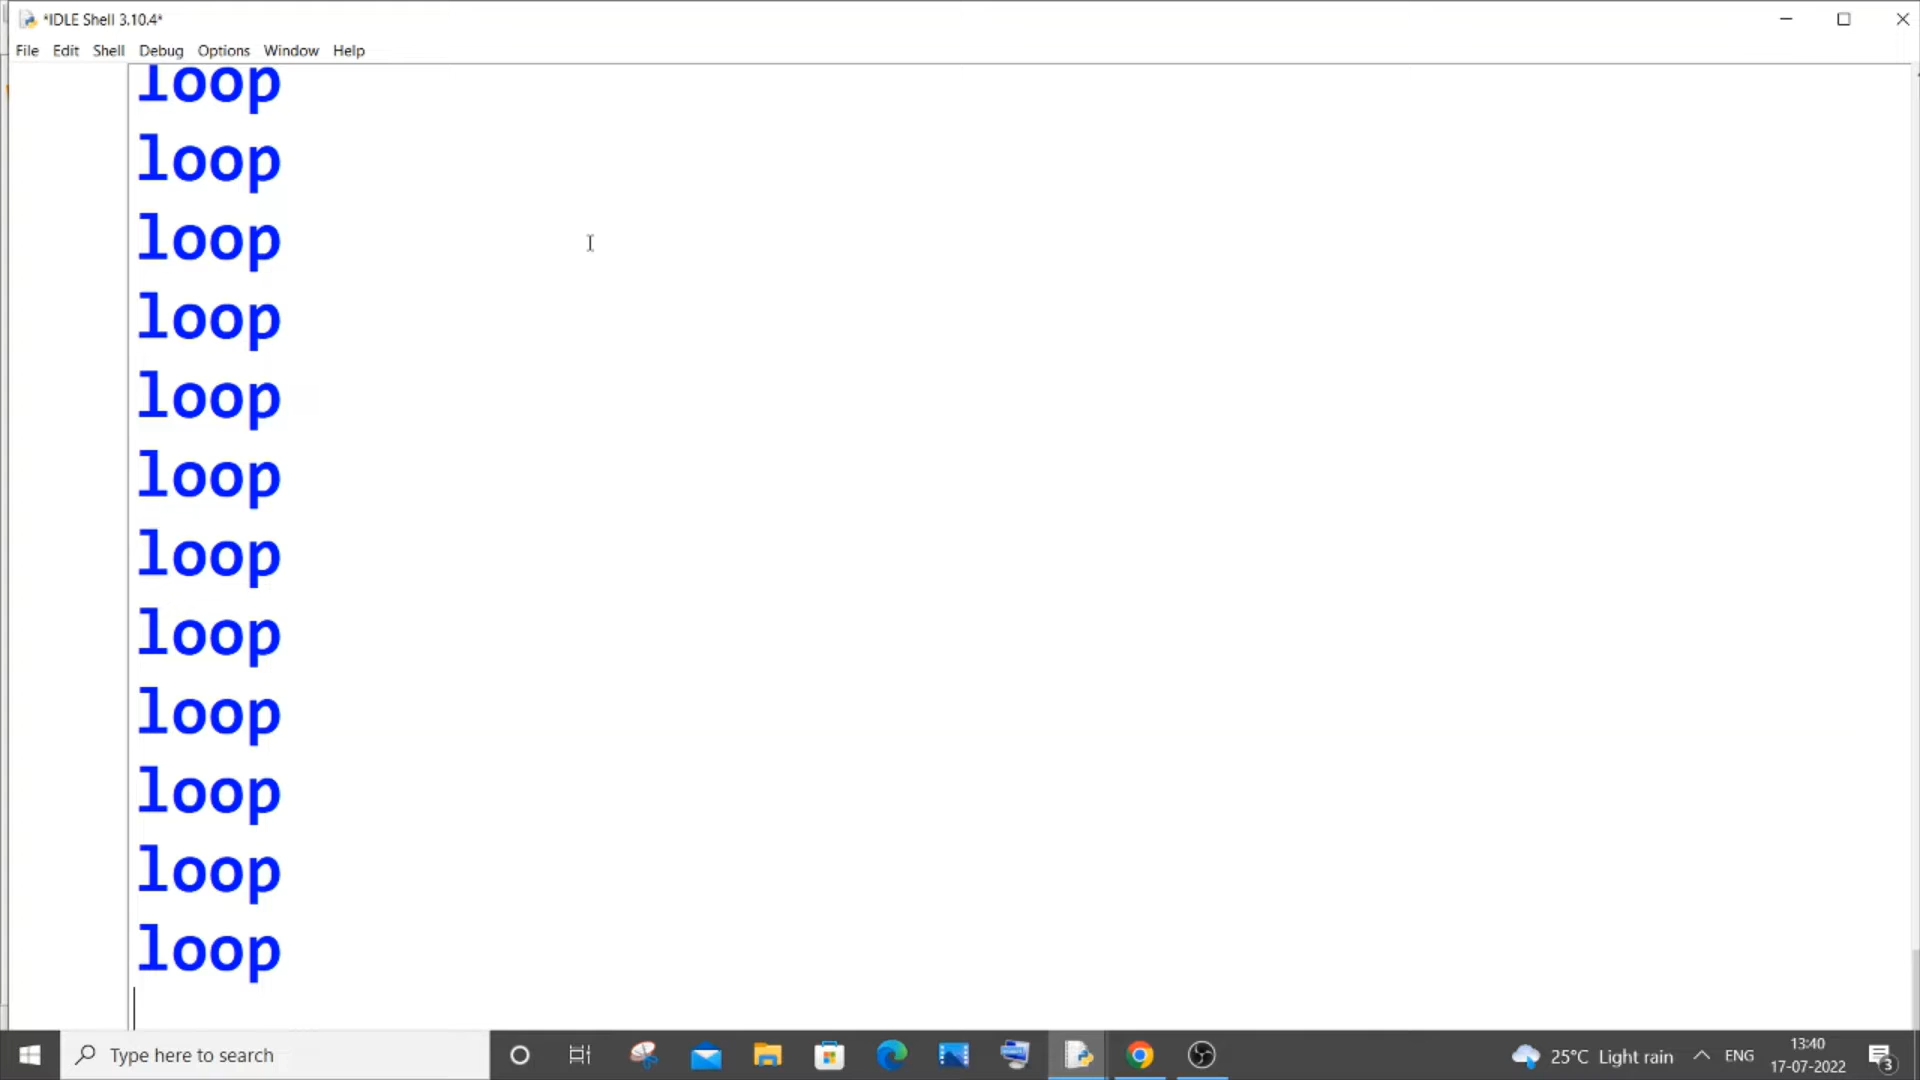 *IDLE Shell 3.10.4*
File Edit Shell Debug Options Window Help
loop
loop
loop
loop
loop
loop
loop
loop
loop
loop
loop
loop
Type here to search
25°C Light rain
ENG
13:40
17-07-2022
3